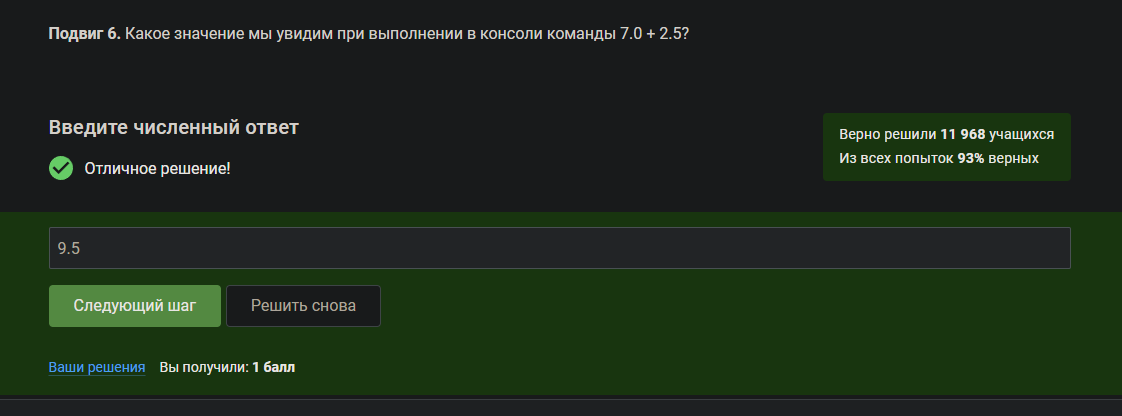 Подвиг 6. Какое значение мы увидим при выполнении в консоли команды 7.0 + 2.5?
Введите численный ответ
Верно решили 11 968 учащихся
Из всех попыток 93% верных
Отличное решение!
9.5
Следующий шаг
Решить снова
Ваши решения Вы получили: 1 балл